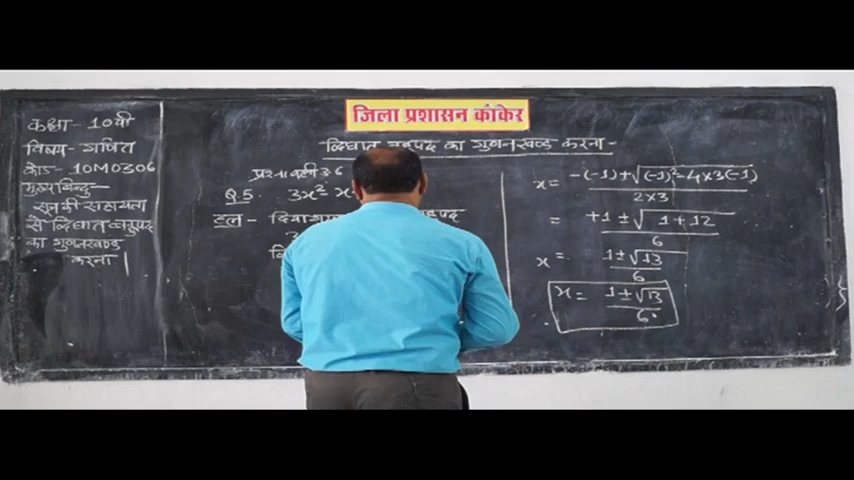 जिला प्रशासन कांकेर
कक्षा - 10वी
विषय - गणित
कोड - 10M0306
मुख्य बिन्दु -
सूत्र की सहायता
से द्विघात बहुपद
का गुणनखण्ड
करना
द्विघात बहुपद का गुणनखण्ड करना -
प्रश्नावली 3.6
Q.5. 3x² - x
हल - दिया गया
x = -(-1) ± √(-1)² - 4×3(-1) / 2×3
= +1 ± √1+12 / 6
x = 1 ± √13 / 6
x = 1 ± √13 / 6